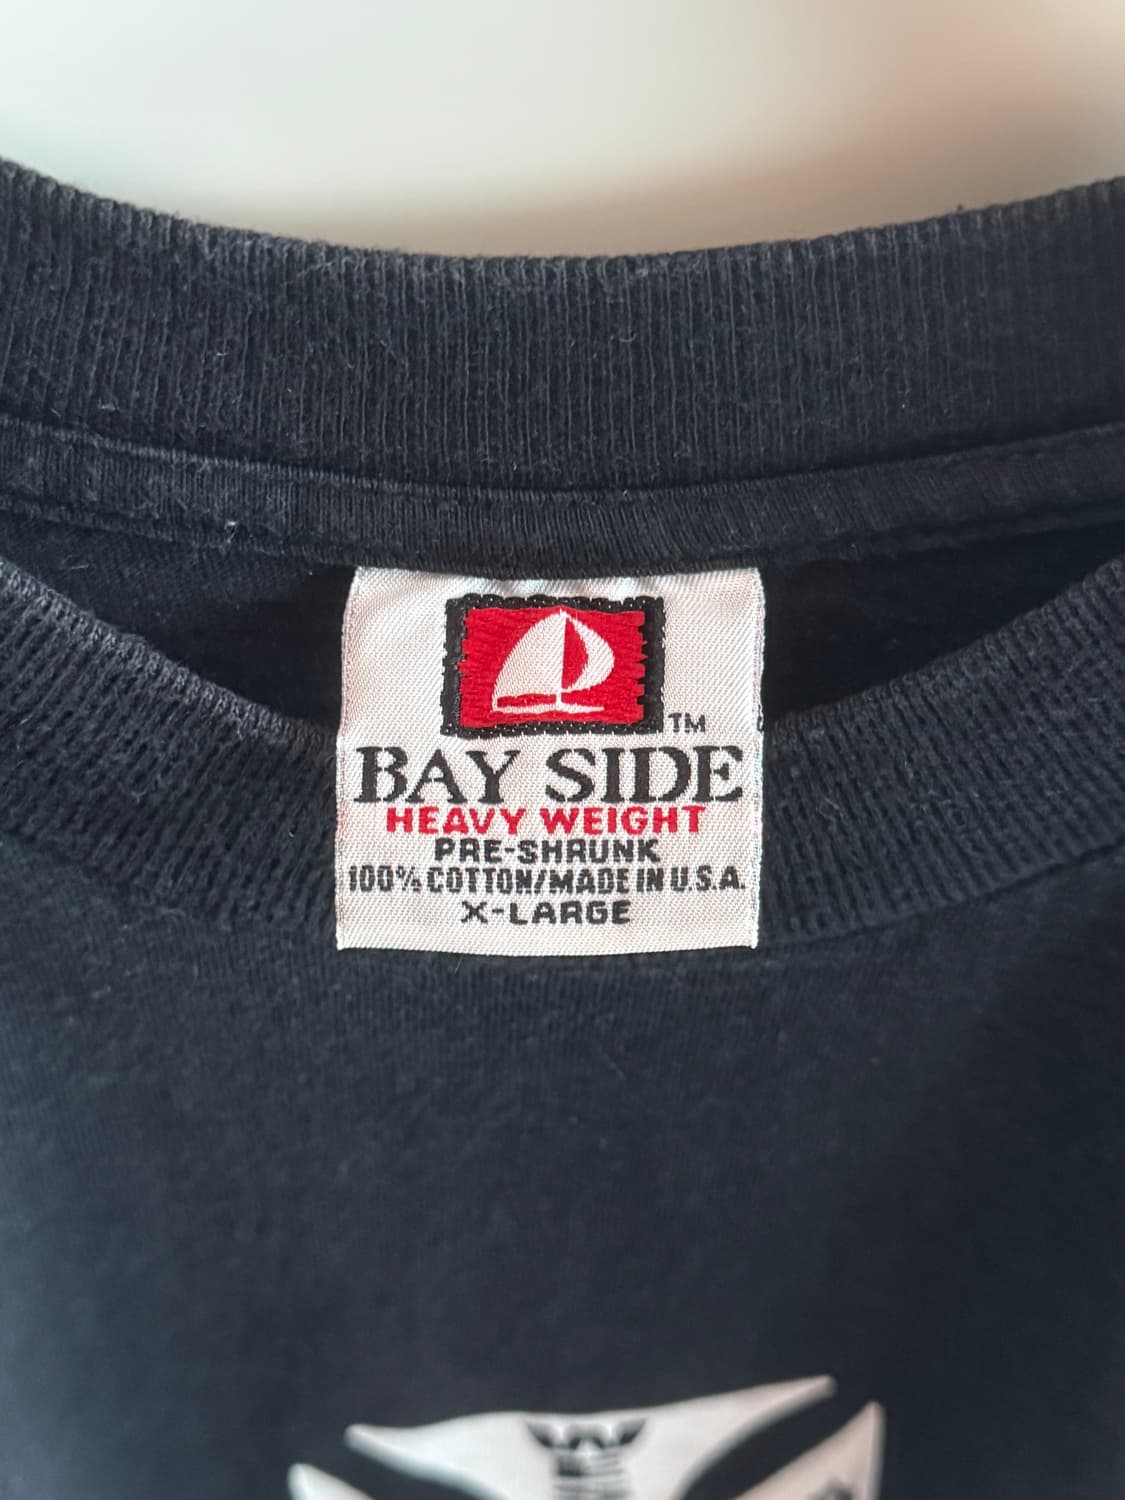 TM
BAY SIDE
HEAVY WEIGHT
PRE-SHRUNK
100% COTTON/MADE IN U.S.A.
X-LARGE